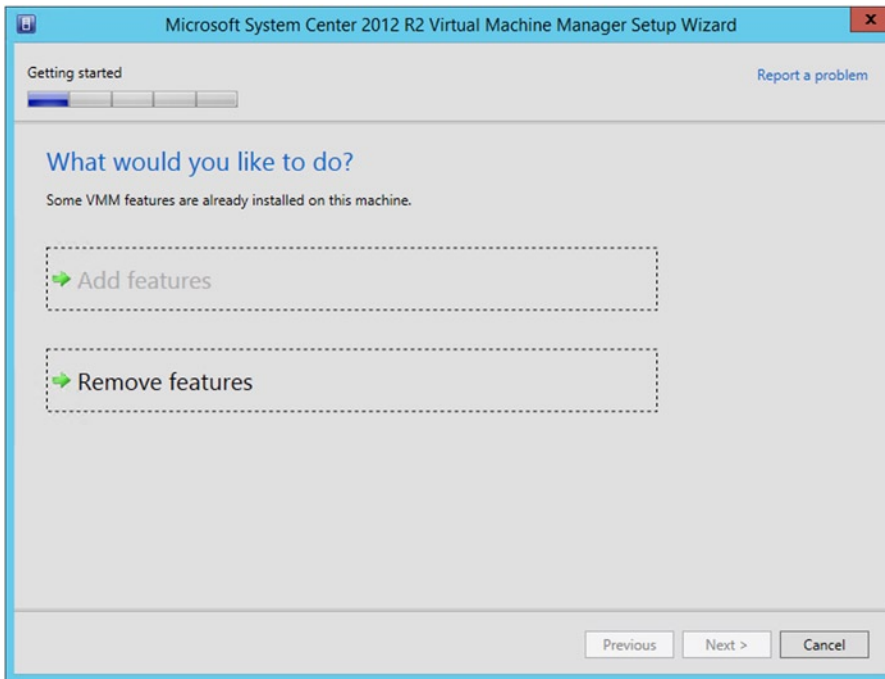 Microsoft System Center 2012 R2 Virtual Machine Manager Setup Wizard
x
Getting started
Report a problem
What would you like to do?
Some VMM features are already installed on this machine.
Add features
Remove features
Previous
Next >
Cancel